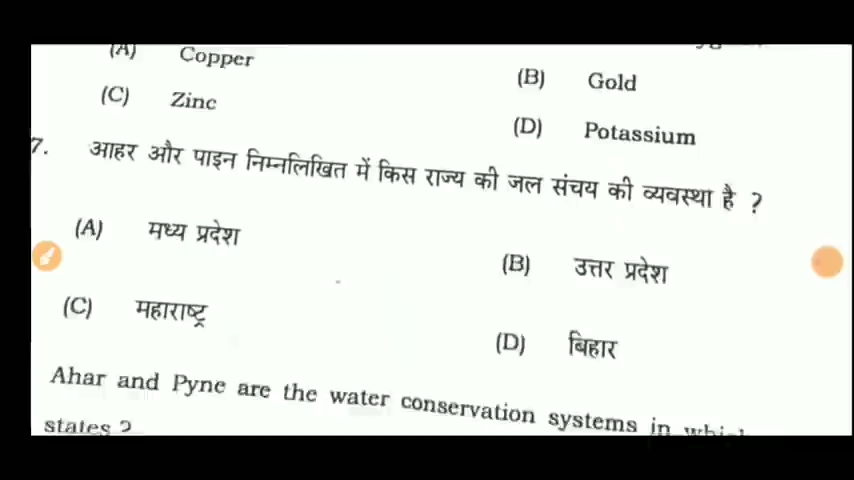 (A) Copper
(B) Gold
(C) Zinc
(D) Potassium
7. आहर और पाइन निम्नलिखित में किस राज्य की जल संचय की व्यवस्था है ?
(A) मध्य प्रदेश
(B) उत्तर प्रदेश
(C) महाराष्ट्र
(D) बिहार
Ahar and Pyne are the water conservation systems in which
states ?